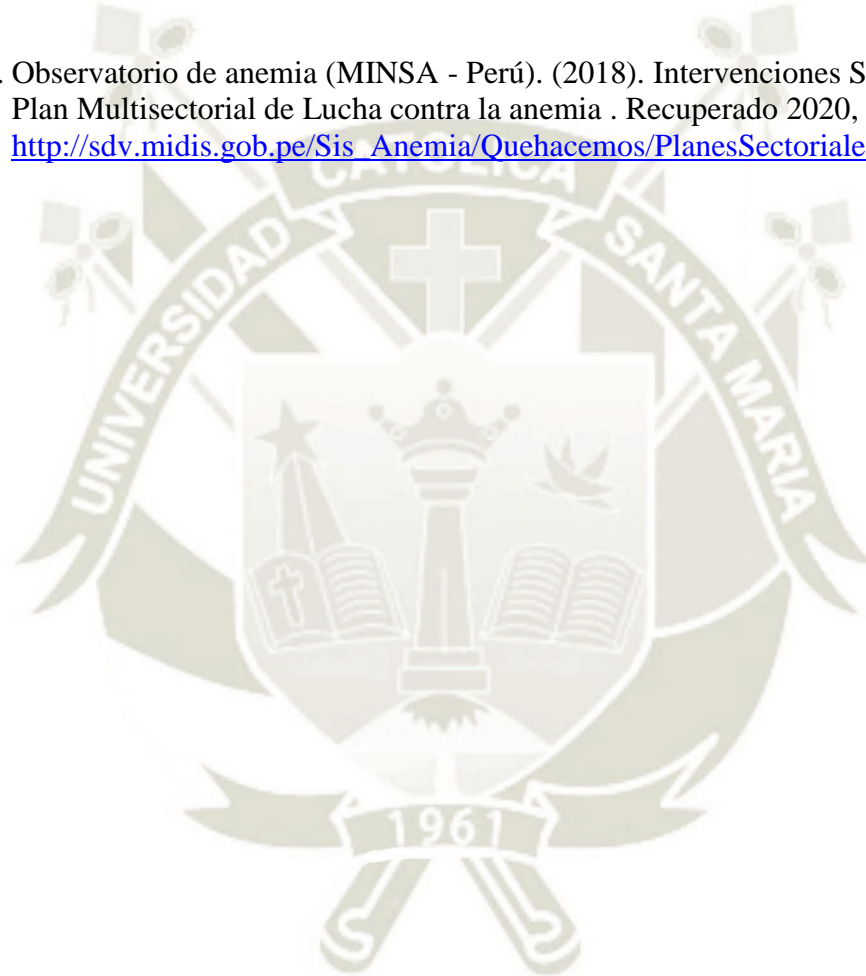 . Observatorio de anemia (MINSA - Perú). (2018). Intervenciones S
Plan Multisectorial de Lucha contra la anemia . Recuperado 2020,
http://sdv.midis.gob.pe/Sis_Anemia/Quehacemos/PlanesSectoriale
UNIVERSIDAD CATOLICA SANTA MARIA
1961